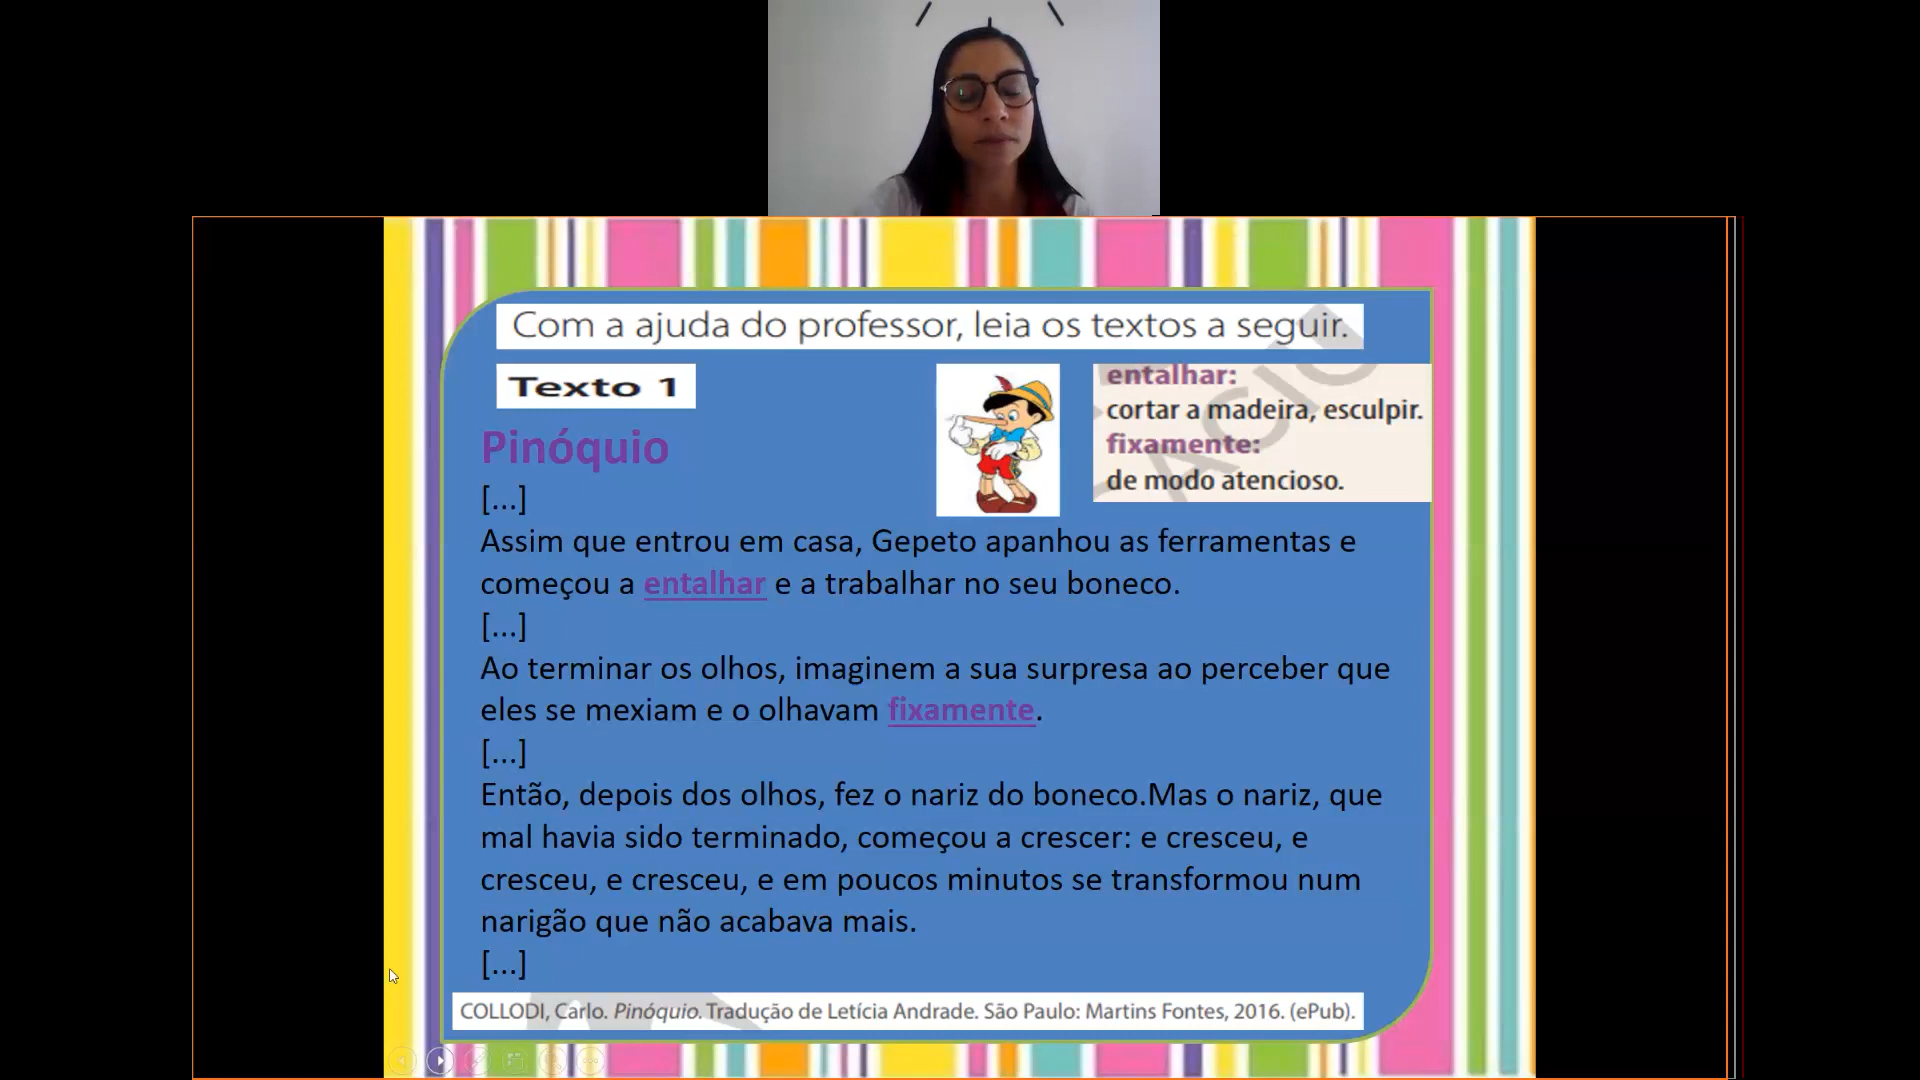 Com a ajuda do professor, leia os textos a seguir.
Texto 1
entalhar:
cortar a madeira, esculpir.
fixamente:
de modo atencioso.
Pinóquio
[...]
Assim que entrou em casa, Gepeto apanhou as ferramentas e
começou a entalhar e a trabalhar no seu boneco.
[...]
Ao terminar os olhos, imaginem a sua surpresa ao perceber que
eles se mexiam e o olhavam fixamente.
[...]
Então, depois dos olhos, fez o nariz do boneco.Mas o nariz, que
mal havia sido terminado, começou a crescer: e cresceu, e
cresceu, e cresceu, e em poucos minutos se transformou num
narigão que não acabava mais.
[...]
COLLODI, Carlo. Pinóquio. Tradução de Letícia Andrade. São Paulo: Martins Fontes, 2016. (ePub).